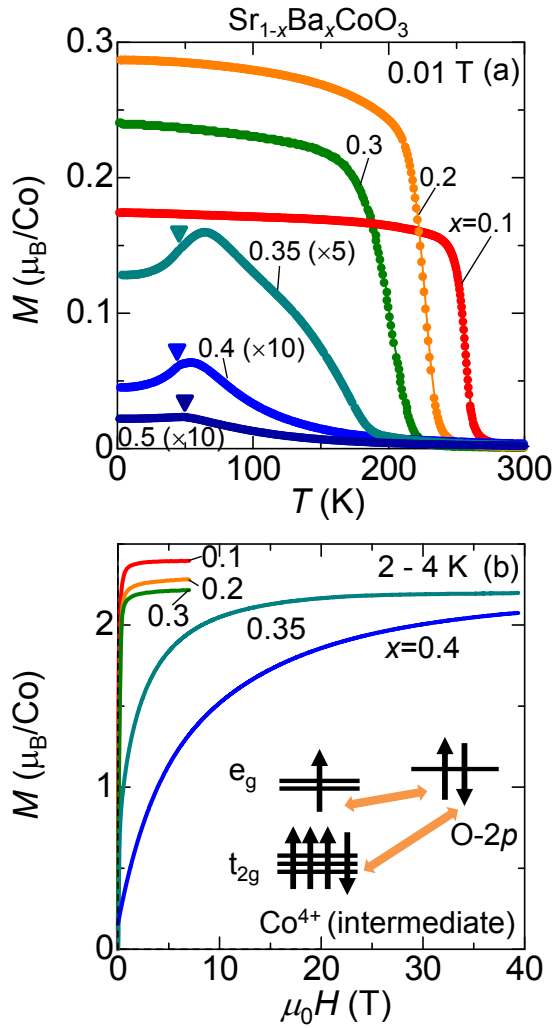 Sr₁₋ₓBaₓCoO₃
0.3
0.01 T (a)
0.3
0.2
0.2
x=0.1
M (μB/Co)
0.35 (×5)
0.1
0.4 (×10)
0
0.5 (×10)
0 100 200 300
T (K)
0.1
2 - 4 K (b)
0.2
0.3
2
0.35
x=0.4
M (μB/Co)
eg
1
O-2p
t2g
Co⁴⁺ (intermediate)
0
0 10 20 30 40
μ₀H (T)